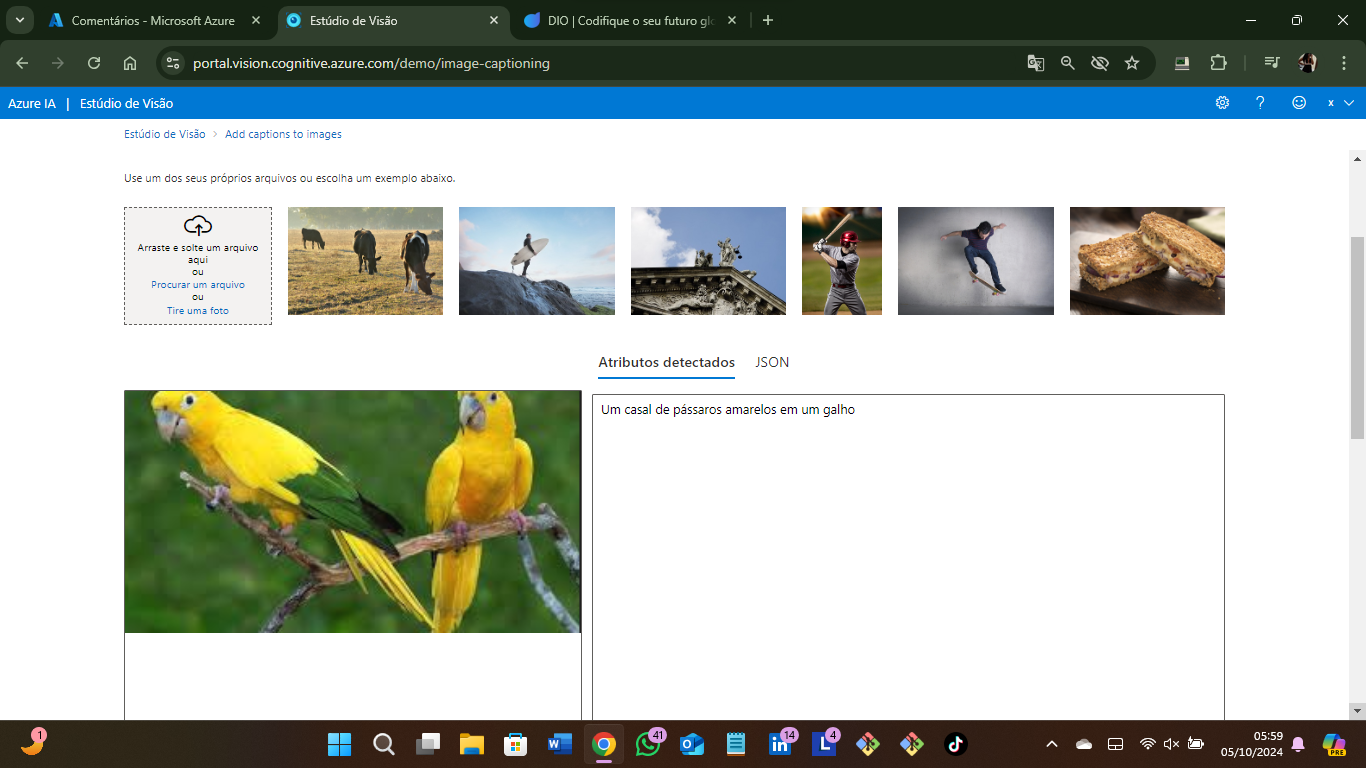 Comentários - Microsoft Azure
Estúdio de Visão
DIO | Codifique o seu futuro glo
portal.vision.cognitive.azure.com/demo/image-captioning
Azure IA | Estúdio de Visão
x
Estúdio de Visão > Add captions to images
Use um dos seus próprios arquivos ou escolha um exemplo abaixo.
Arraste e solte um arquivo
aqui
ou
Procurar um arquivo
ou
Tire uma foto
Atributos detectados JSON
Um casal de pássaros amarelos em um galho
1
41
14
4
05:59
05/10/2024
PRE